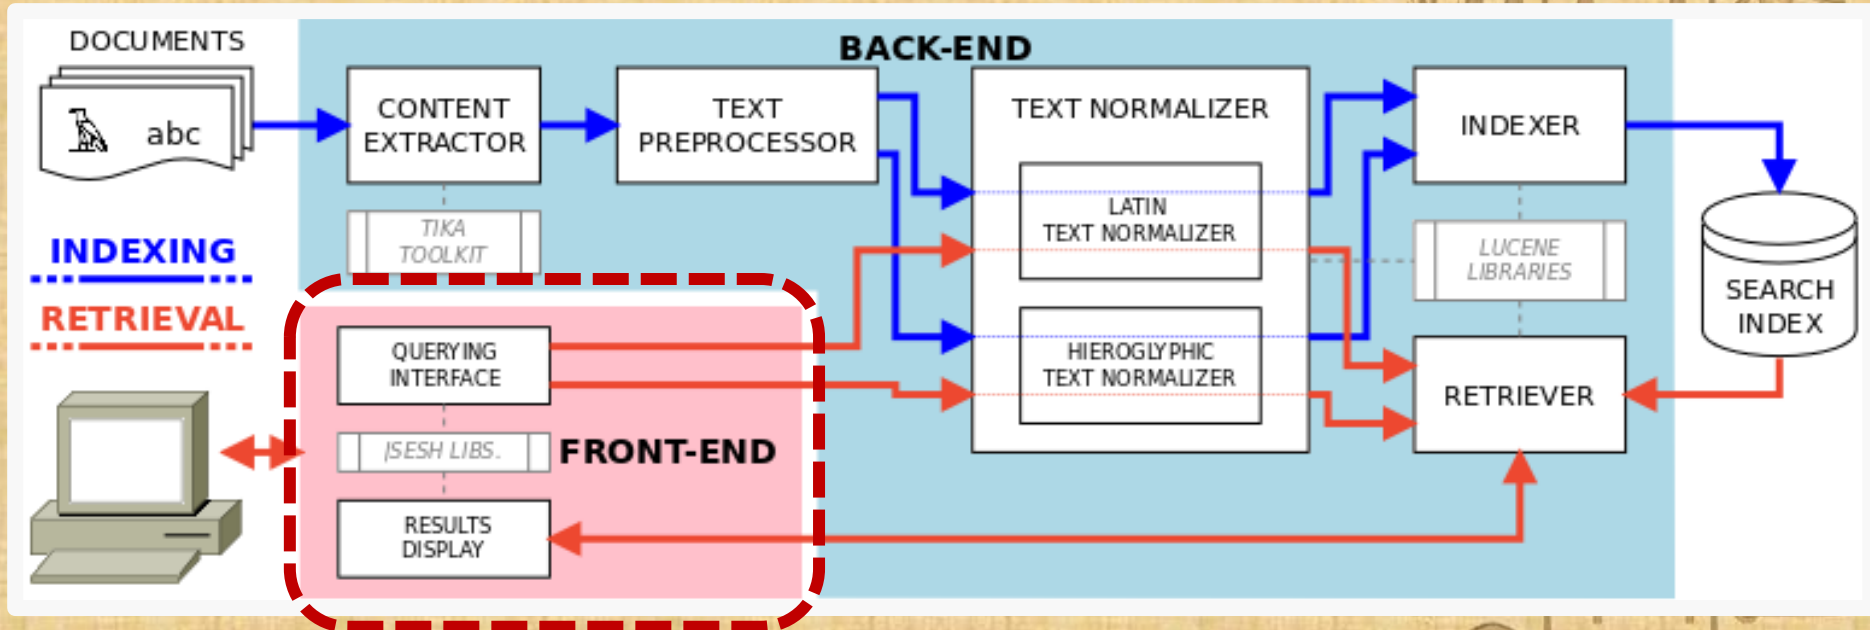 DOCUMENTS
abc
INDEXING
RETRIEVAL
BACK-END
CONTENT
EXTRACTOR
TIKA
TOOLKIT
TEXT
PREPROCESSOR
TEXT NORMALIZER
LATIN
TEXT NORMALIZER
HIEROGLYPHIC
TEXT NORMALIZER
INDEXER
LUCENE
LIBRARIES
RETRIEVER
SEARCH
INDEX
QUERYING
INTERFACE
JSESH LIBS.
FRONT-END
RESULTS
DISPLAY